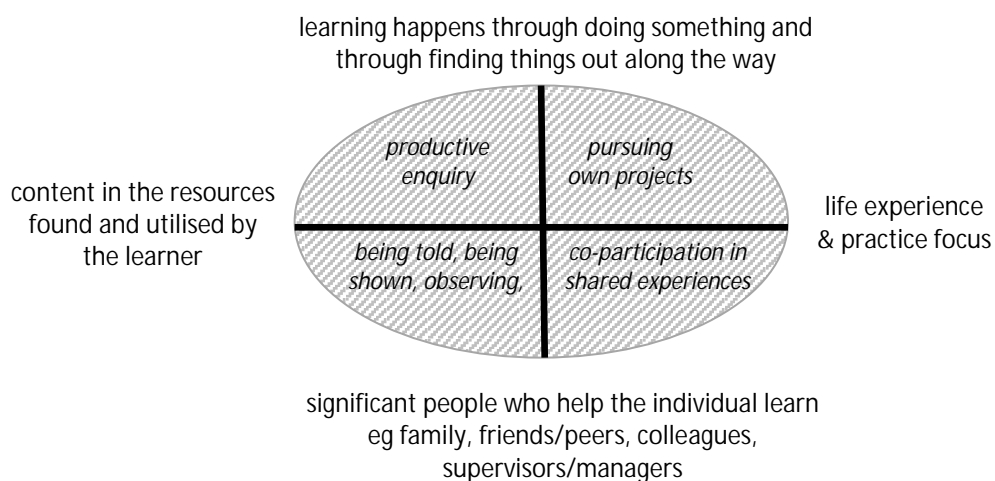 learning happens through doing something and
through finding things out along the way
productive
enquiry
pursuing
own projects
content in the resources
found and utilised by
the learner
life experience
& practice focus
being told, being
shown, observing,
co-participation in
shared experiences
significant people who help the individual learn
eg family, friends/peers, colleagues,
supervisors/managers